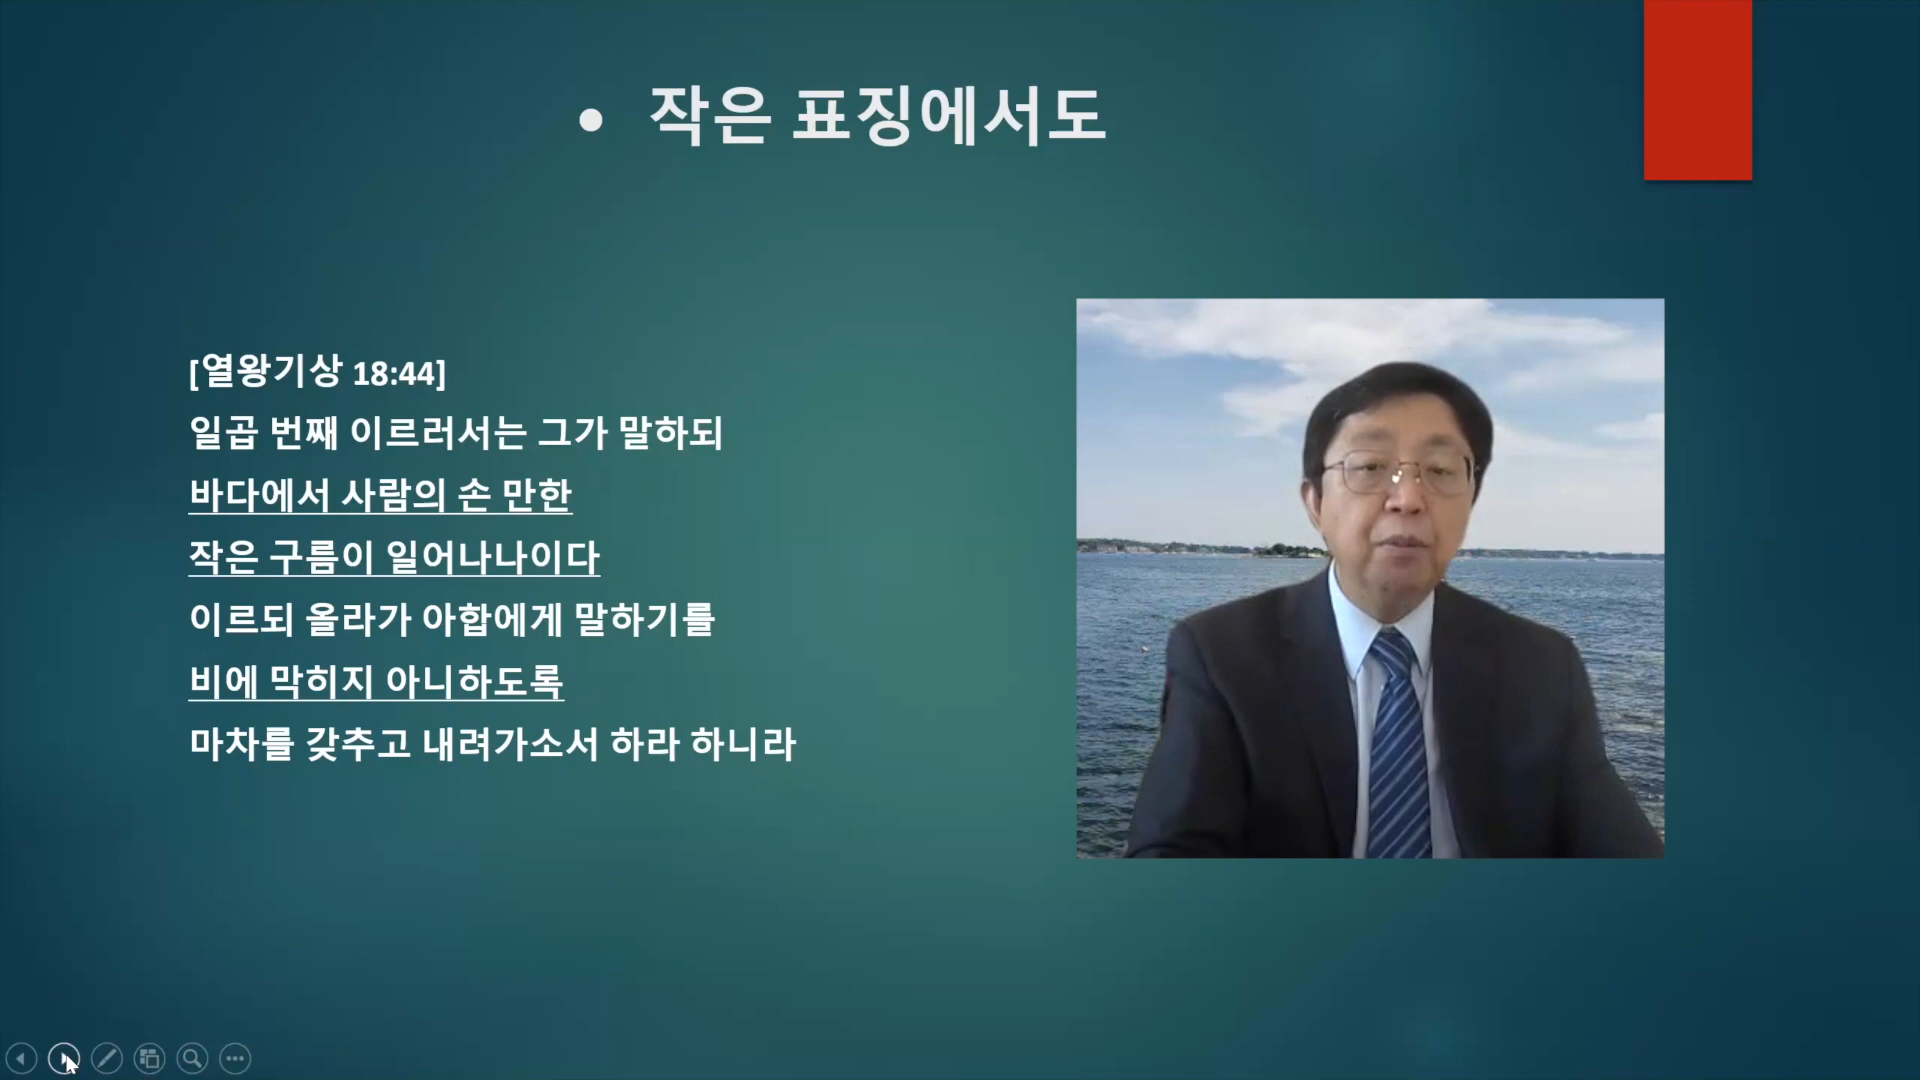 • 작은 표징에서도
[열왕기상 18:44]
일곱 번째 이르러서는 그가 말하되
바다에서 사람의 손 만한
작은 구름이 일어나나이다
이르되 올라가 아합에게 말하기를
비에 막히지 아니하도록
마차를 갖추고 내려가소서 하라 하니라